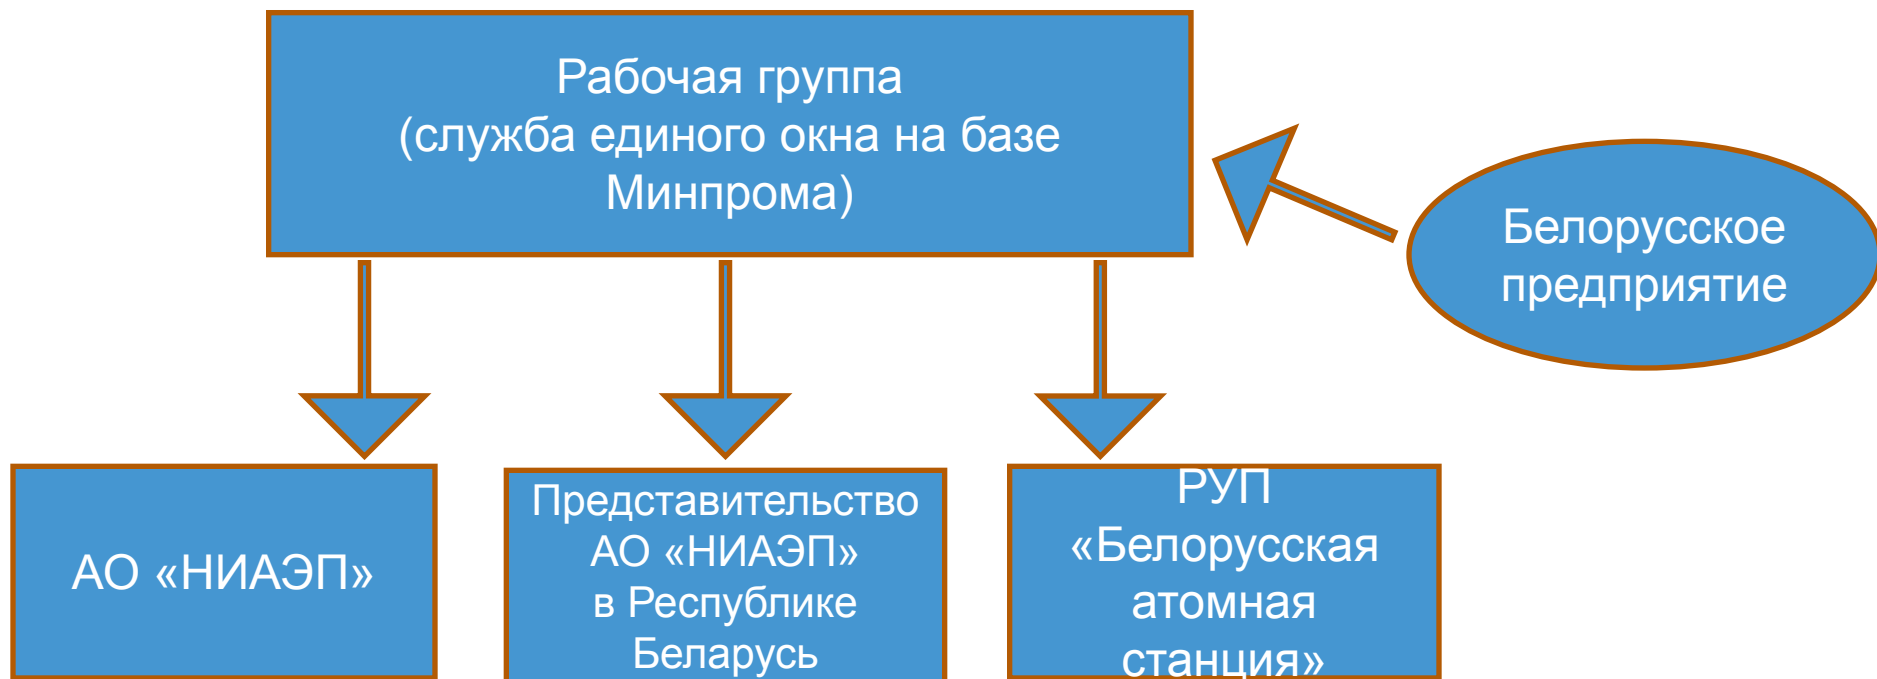 Рабочая группа
(служба единого окна на базе
Минпрома)
Белорусское
предприятие
АО «НИАЭП»
Представительство
АО «НИАЭП»
в Республике
Беларусь
РУП
«Белорусская
атомная
станция»